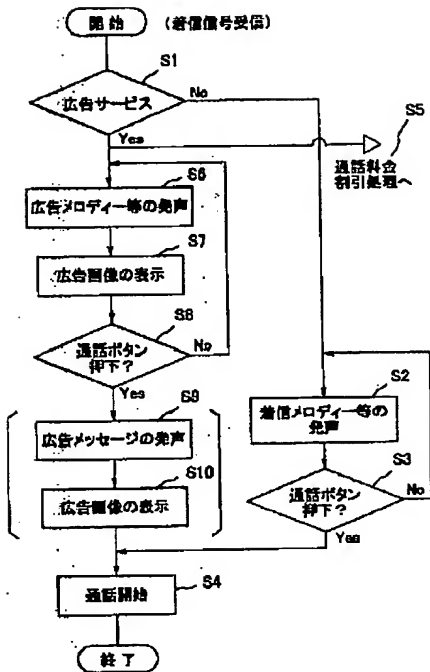 開始
(着信信号受信)
S1
広告サービス
No
Yes
S5
通話料金
割引処理へ
S6
広告メロディー等の発声
S7
広告画像の表示
S8
通話ボタン
押下？
No
Yes
S9
広告メッセージの発声
S10
広告画像の表示
S2
着信メロディー等の
発声
S3
通話ボタン
押下？
No
Yes
S4
通話開始
終了